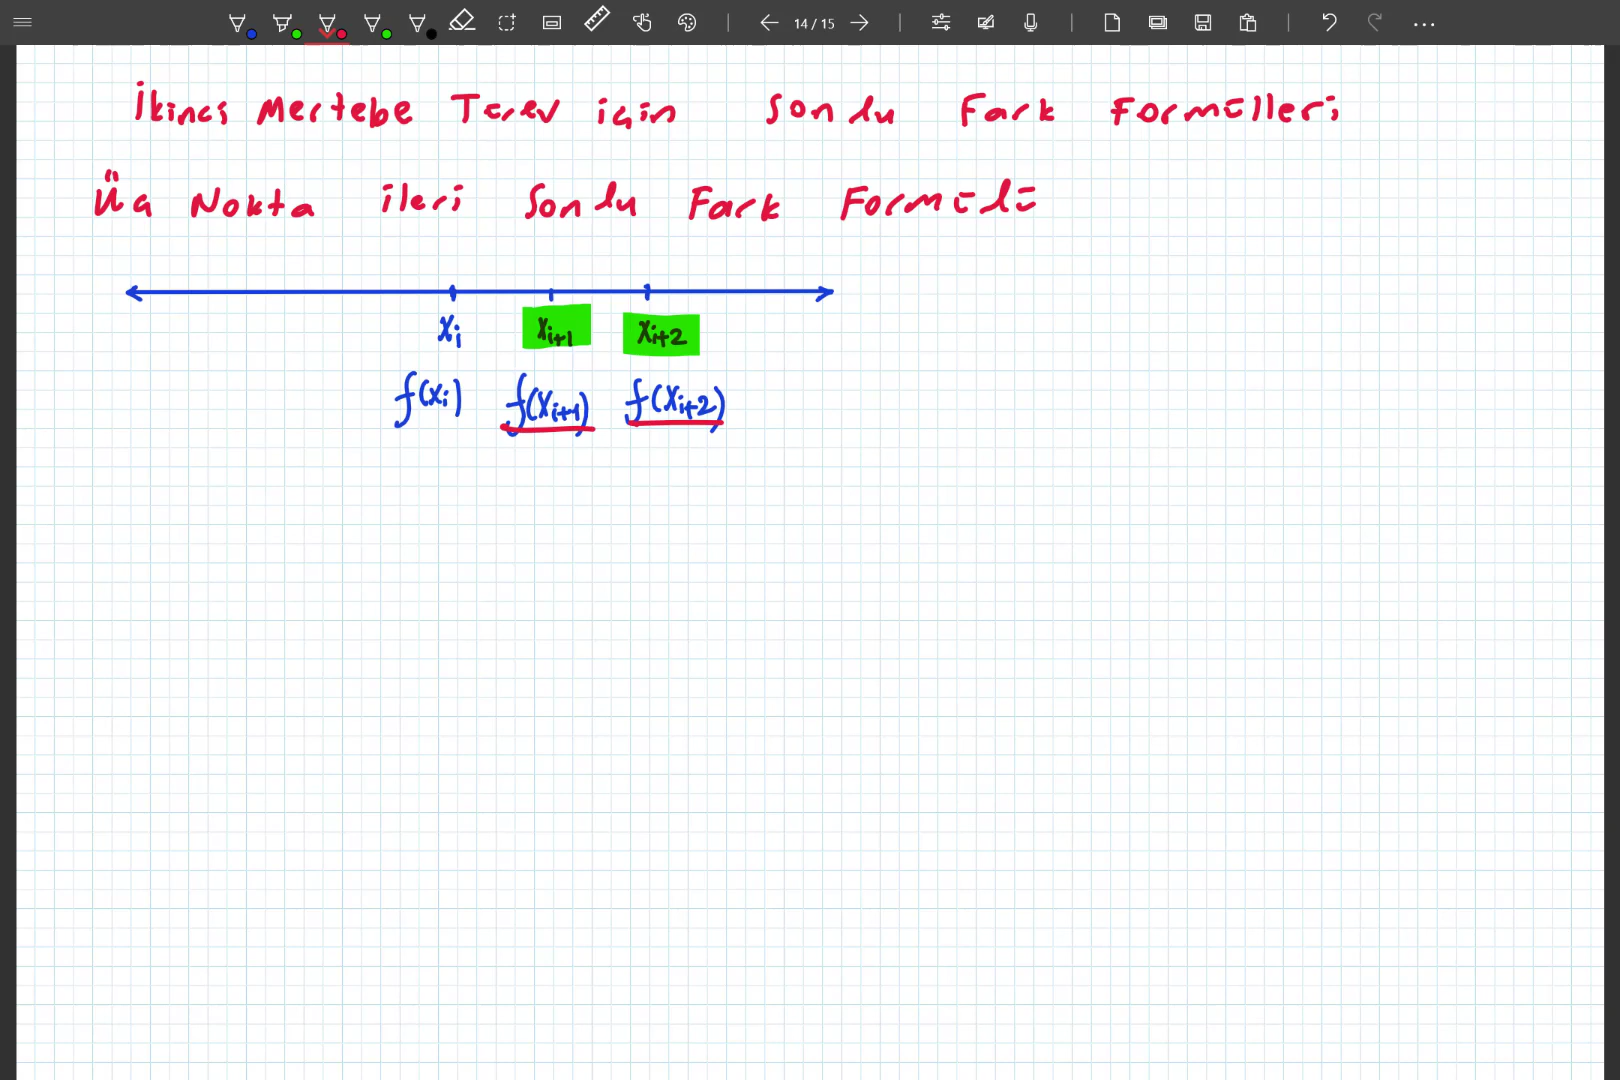 14 / 15
İkinci Mertebe Türev için Sonlu Fark Formülleri
Üç Nokta ileri Sonlu Fark Formülü
xi xi+1 xi+2
f(xi) f(xi+1) f(xi+2)